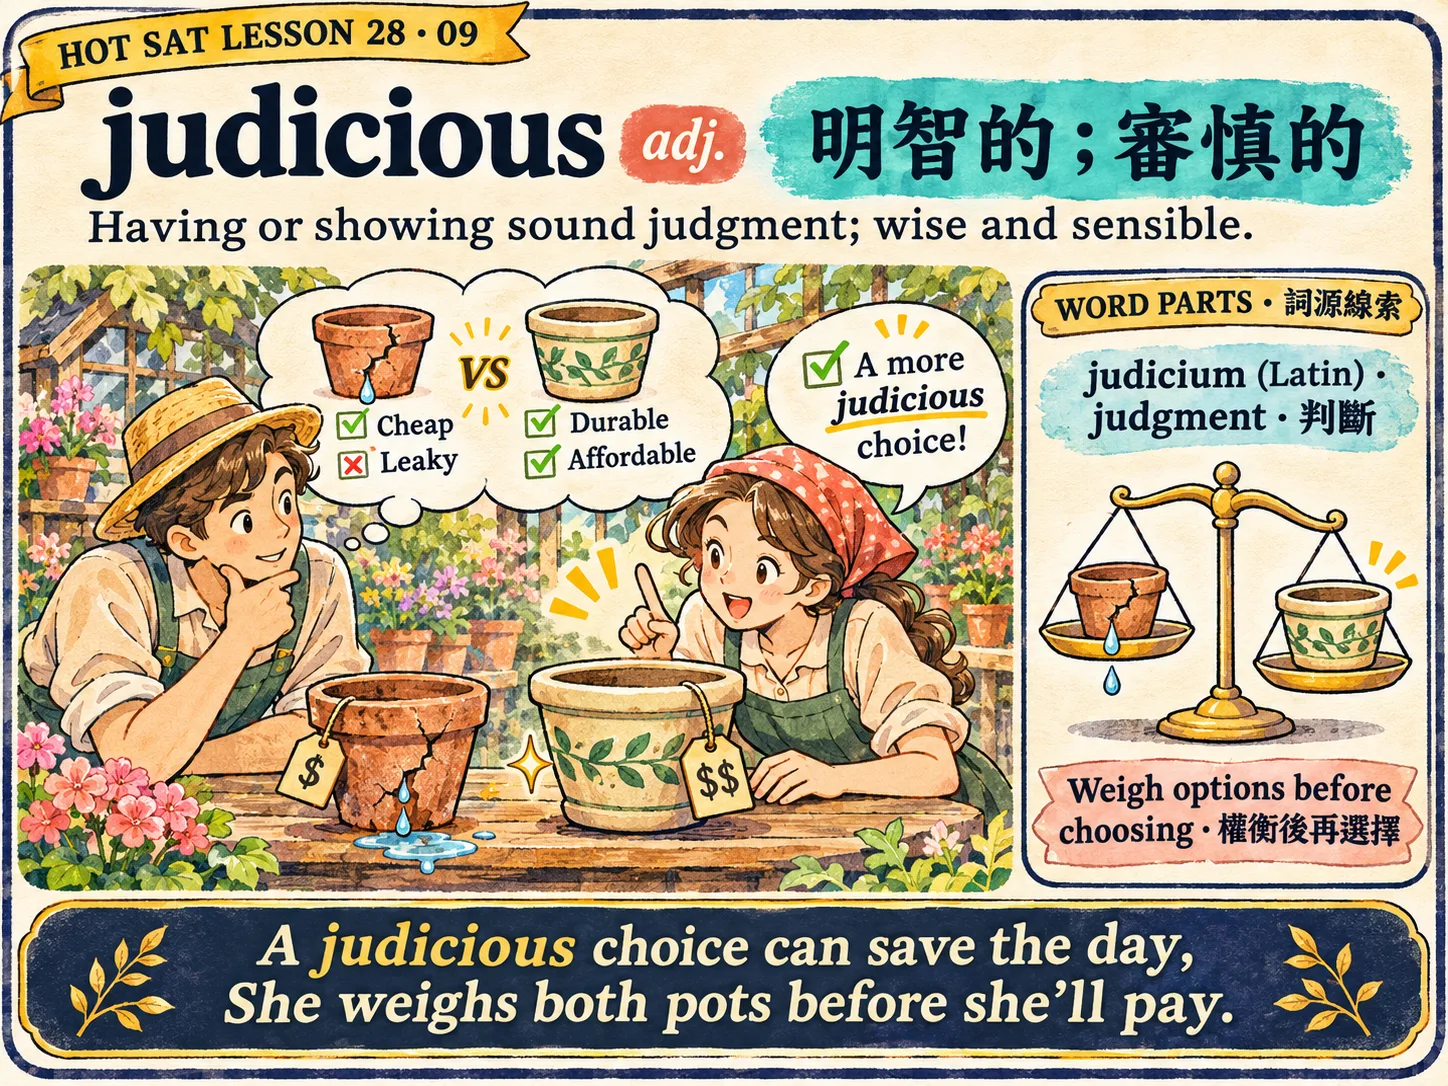 HOT SAT LESSON 28 · 09
judicious adj. 明智的；審慎的
Having or showing sound judgment; wise and sensible.
VS
Cheap
Leaky
Durable
Affordable
A more
judicious
choice!
$
$$
WORD PARTS · 詞源線索
judicium (Latin) ·
judgment · 判斷
Weigh options before
choosing · 權衡後再選擇
A judicious choice can save the day,
She weighs both pots before she’ll pay.